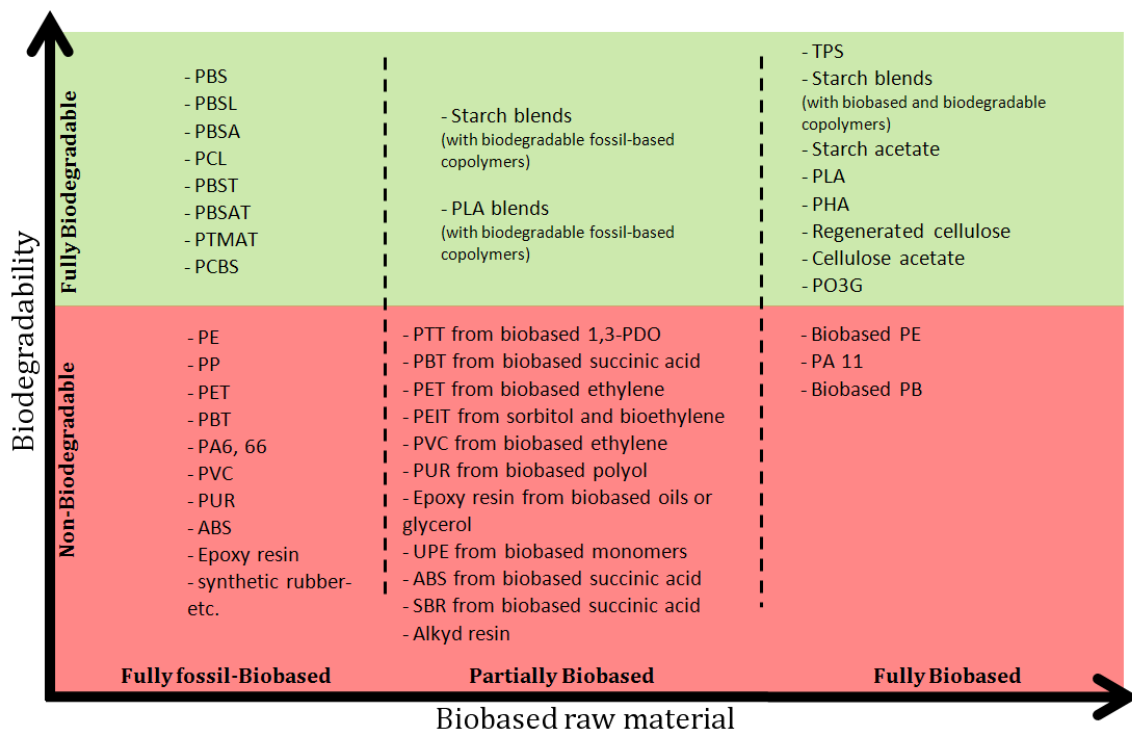 Biodegradability
Fully Biodegradable
Non-Biodegradable
- PBS
- PBSL
- PBSA
- PCL
- PBST
- PBSAT
- PTMAT
- PCBS
- Starch blends
(with biodegradable fossil-based
copolymers)
- PLA blends
(with biodegradable fossil-based
copolymers)
- TPS
- Starch blends
(with biobased and biodegradable
copolymers)
- Starch acetate
- PLA
- PHA
- Regenerated cellulose
- Cellulose acetate
- PO3G
- PE
- PP
- PET
- PBT
- PA6, 66
- PVC
- PUR
- ABS
- Epoxy resin
- synthetic rubber-
etc.
- PTT from biobased 1,3-PDO
- PBT from biobased succinic acid
- PET from biobased ethylene
- PEIT from sorbitol and bioethylene
- PVC from biobased ethylene
- PUR from biobased polyol
- Epoxy resin from biobased oils or
glycerol
- UPE from biobased monomers
- ABS from biobased succinic acid
- SBR from biobased succinic acid
- Alkyd resin
- Biobased PE
- PA 11
- Biobased PB
Fully fossil-Biobased
Partially Biobased
Fully Biobased
Biobased raw material